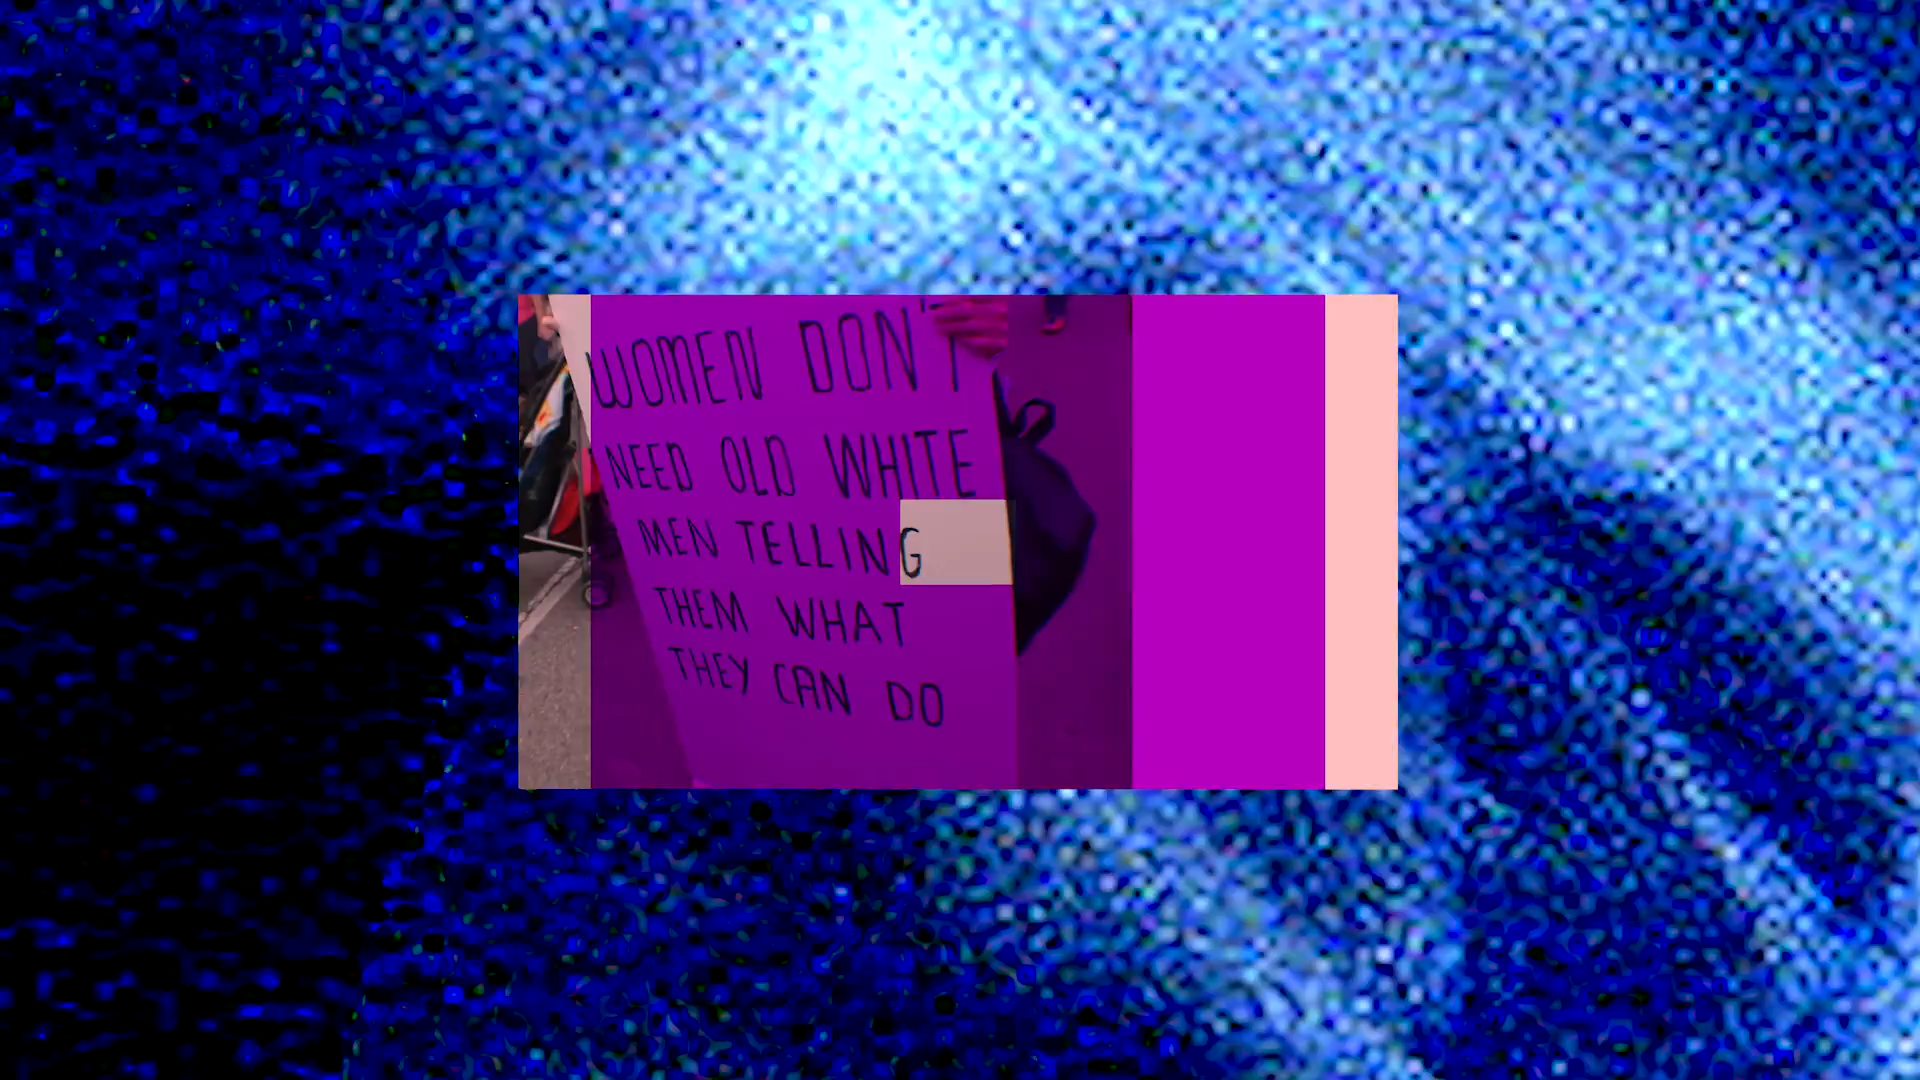 WOMEN DON'T
NEED OLD WHITE
MEN TELLING
THEM WHAT
THEY CAN DO